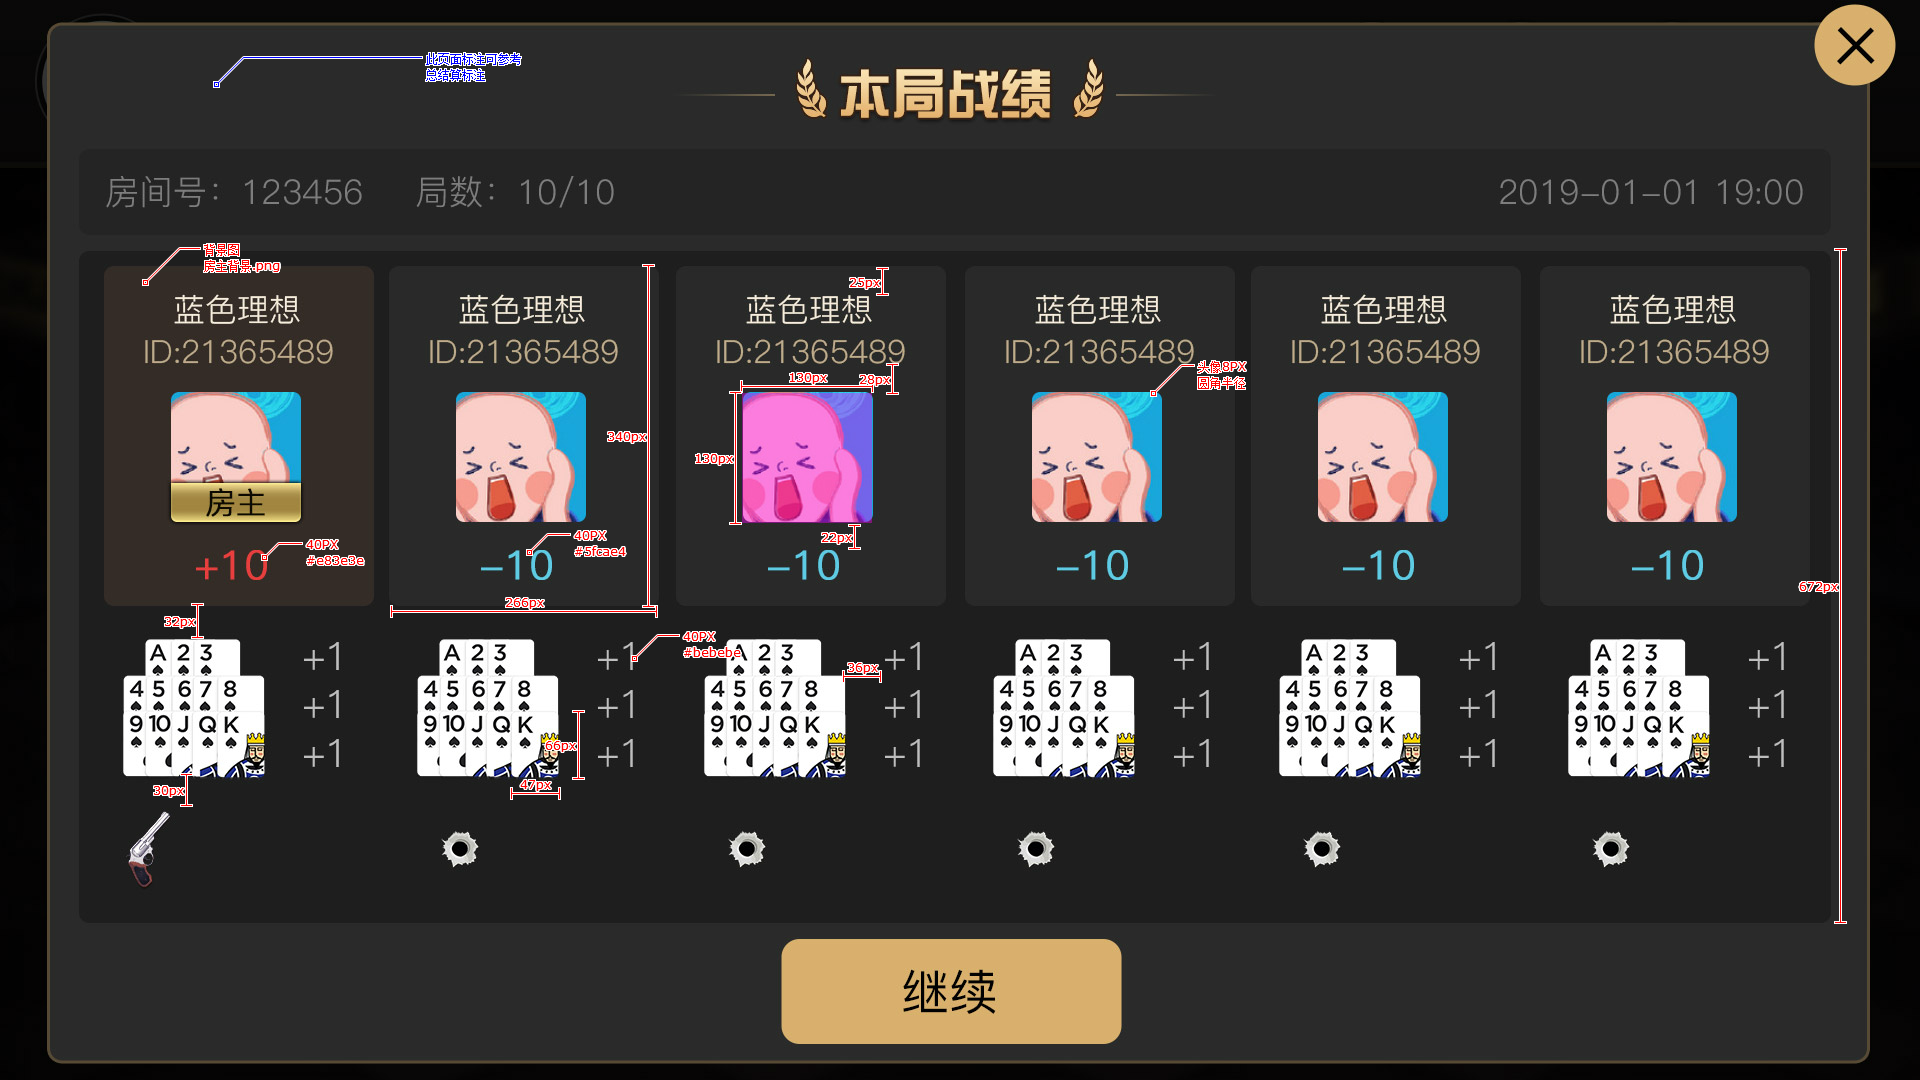 此页面标注可参考
总结算标注
本局战绩
房间号：123456 局数：10/10 2019-01-01 19:00
背景图
房主背景.png
25px
蓝色理想 蓝色理想 蓝色理想 蓝色理想 蓝色理想 蓝色理想
ID:21365489 ID:21365489 ID:21365489 ID:21365489 ID:21365489 ID:21365489
头像8PX
圆角半径
130px 28px
340px
130px
房主
22px
40PX
#e83e3e
40PX
#5fcae4
+10 -10 -10 -10 -10 -10
672px
266px
32px
40PX
#bebebe
36px
A 2 3 +1 A 2 3 +1 A 2 3 +1 A 2 3 +1 A 2 3 +1 A 2 3 +1
4 5 6 7 8 +1 4 5 6 7 8 +1 4 5 6 7 8 +1 4 5 6 7 8 +1 4 5 6 7 8 +1 4 5 6 7 8 +1
9 10 J Q K +1 9 10 J Q K +1 9 10 J Q K +1 9 10 J Q K +1 9 10 J Q K +1 9 10 J Q K +1
66px
47px
30px
继续